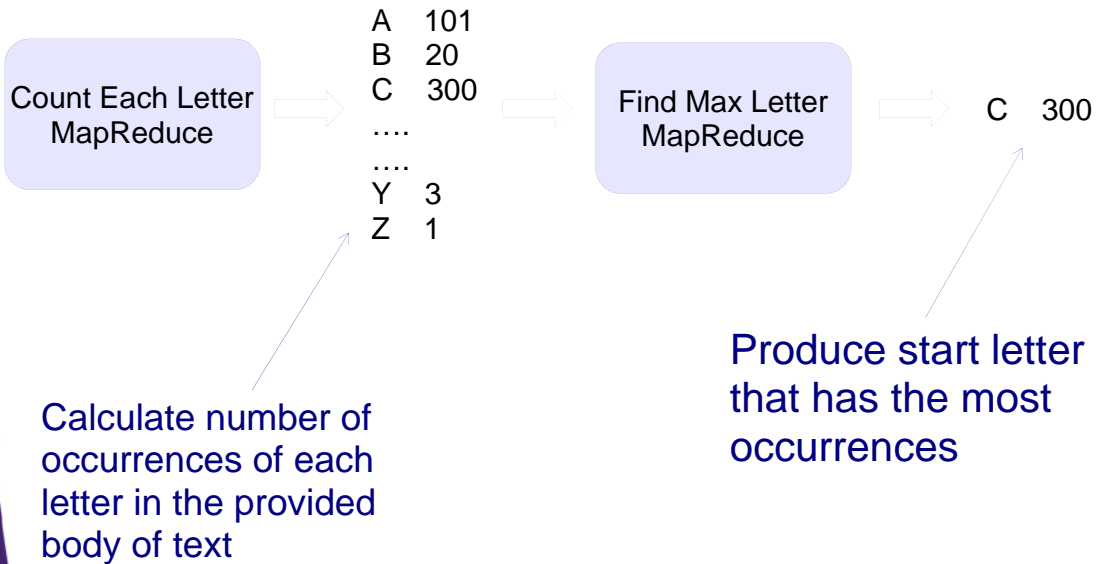 Count Each Letter
MapReduce
A 101
B 20
C 300
....
....
Y 3
Z 1
Find Max Letter
MapReduce
C 300
Calculate number of
occurrences of each
letter in the provided
body of text
Produce start letter
that has the most
occurrences